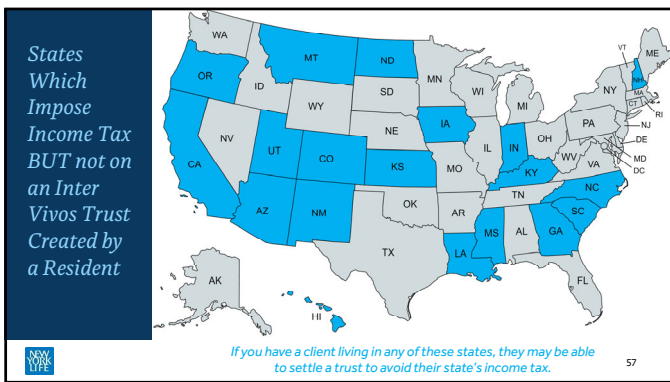 States
Which
Impose
Income Tax
BUT not on
an Inter
Vivos Trust
Created by
a Resident
WA
OR
CA
NV
ID
MT
WY
UT
AZ
CO
NM
ND
SD
NE
KS
OK
TX
MN
IA
MO
AR
LA
WI
IL
MI
IN
OH
KY
TN
MS
AL
GA
FL
SC
NC
VA
WV
PA
NY
VT
NH
ME
MA
CT
RI
NJ
DE
MD
DC
AK
HI
NEW
YORK
LIFE
If you have a client living in any of these states, they may be able
to settle a trust to avoid their state's income tax.
57